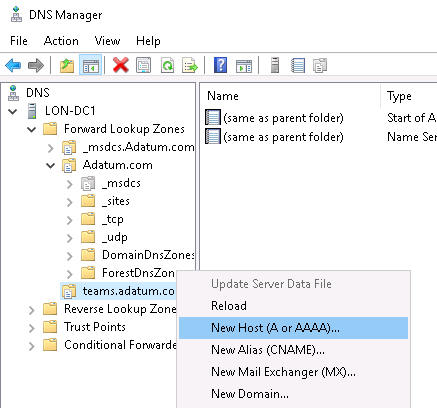 DNS Manager
File Action View Help
DNS
LON-DC1
Forward Lookup Zones
_msdcs.Adatum.com
Adatum.com
_msdcs
_sites
_tcp
_udp
DomainDnsZones
ForestDnsZon
teams.adatum.co
Reverse Lookup Zone
Trust Points
Conditional Forwarde
Name Type
(same as parent folder) Start of A
(same as parent folder) Name Ser
Update Server Data File
Reload
New Host (A or AAAA)...
New Alias (CNAME)...
New Mail Exchanger (MX)...
New Domain...